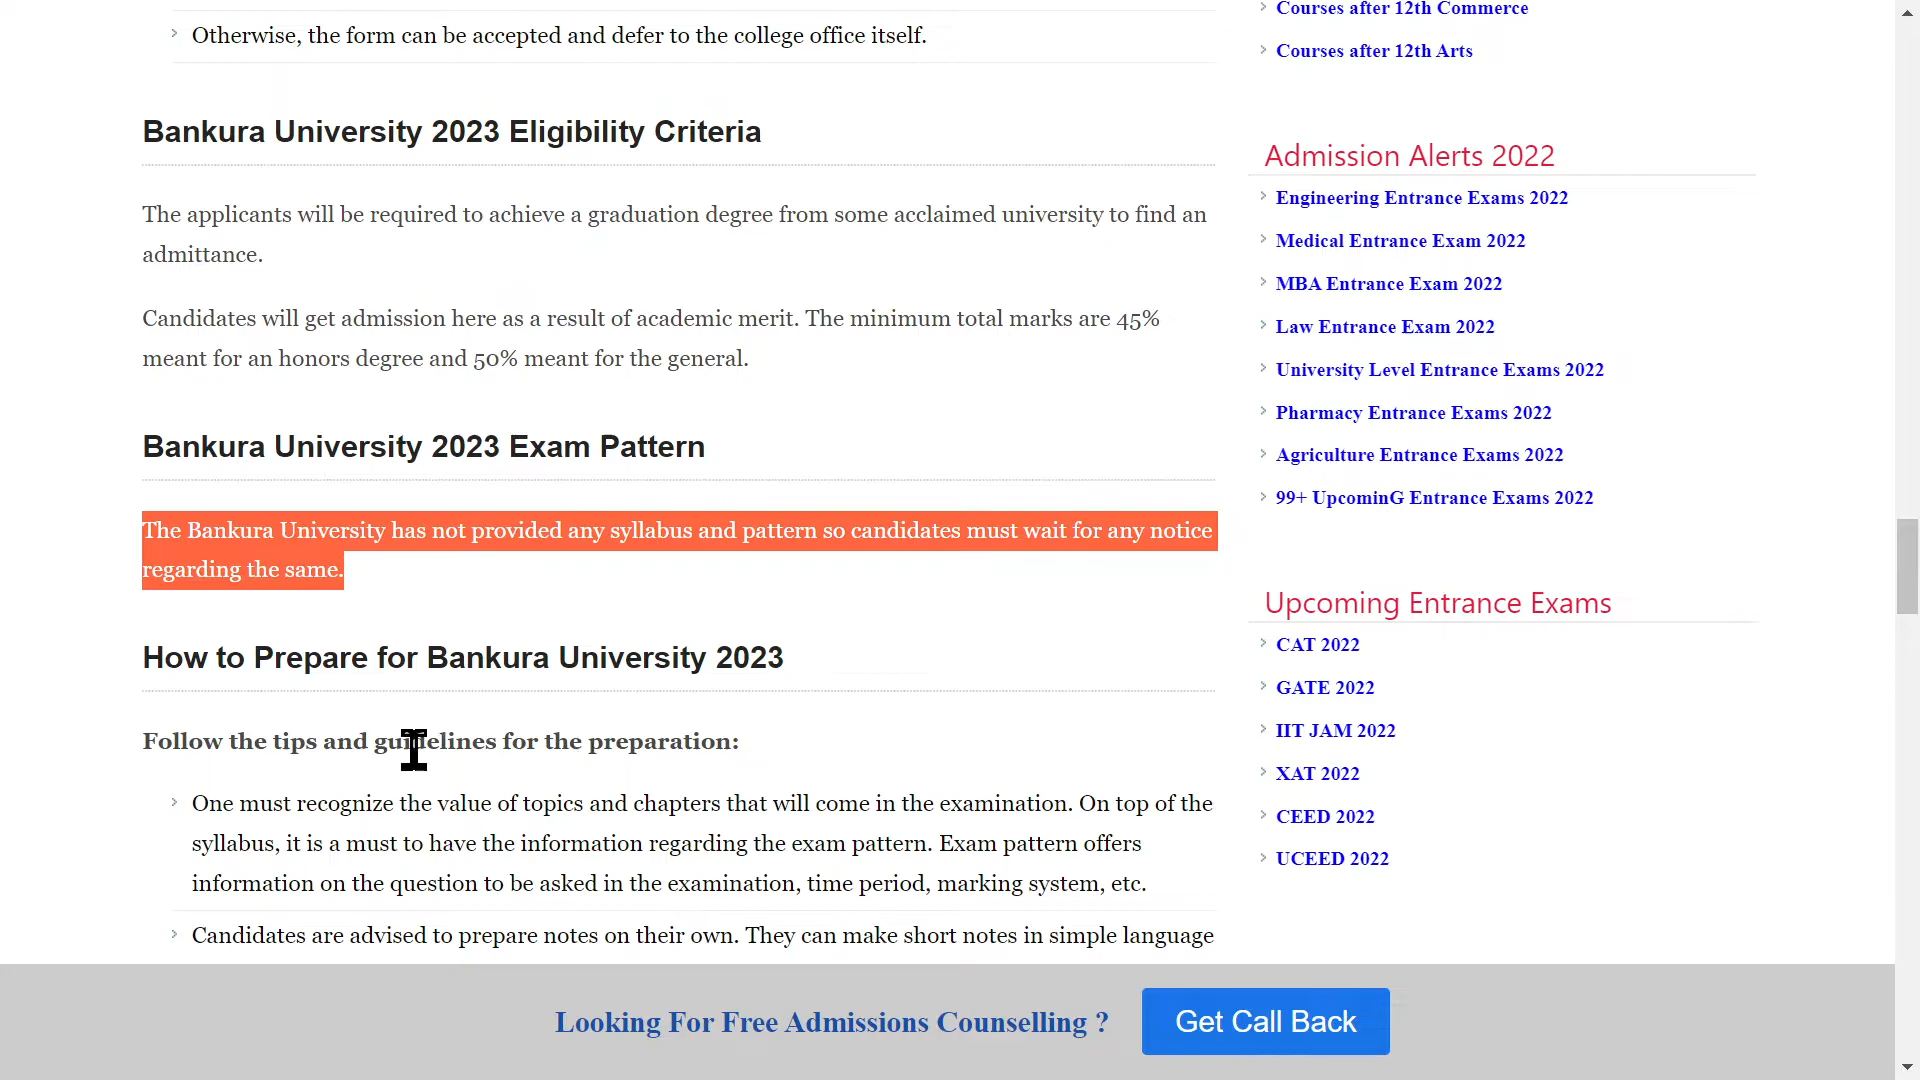 Otherwise, the form can be accepted and defer to the college office itself.
Bankura University 2023 Eligibility Criteria
The applicants will be required to achieve a graduation degree from some acclaimed university to find an
admittance.
Candidates will get admission here as a result of academic merit. The minimum total marks are 45%
meant for an honors degree and 50% meant for the general.
Bankura University 2023 Exam Pattern
The Bankura University has not provided any syllabus and pattern so candidates must wait for any notice
regarding the same.
How to Prepare for Bankura University 2023
Follow the tips and guidelines for the preparation:
One must recognize the value of topics and chapters that will come in the examination. On top of the
syllabus, it is a must to have the information regarding the exam pattern. Exam pattern offers
information on the question to be asked in the examination, time period, marking system, etc.
Candidates are advised to prepare notes on their own. They can make short notes in simple language
Courses after 12th Commerce
Courses after 12th Arts
Admission Alerts 2022
Engineering Entrance Exams 2022
Medical Entrance Exam 2022
MBA Entrance Exam 2022
Law Entrance Exam 2022
University Level Entrance Exams 2022
Pharmacy Entrance Exams 2022
Agriculture Entrance Exams 2022
99+ UpcominG Entrance Exams 2022
Upcoming Entrance Exams
CAT 2022
GATE 2022
IIT JAM 2022
XAT 2022
CEED 2022
UCEED 2022
Looking For Free Admissions Counselling ?
Get Call Back